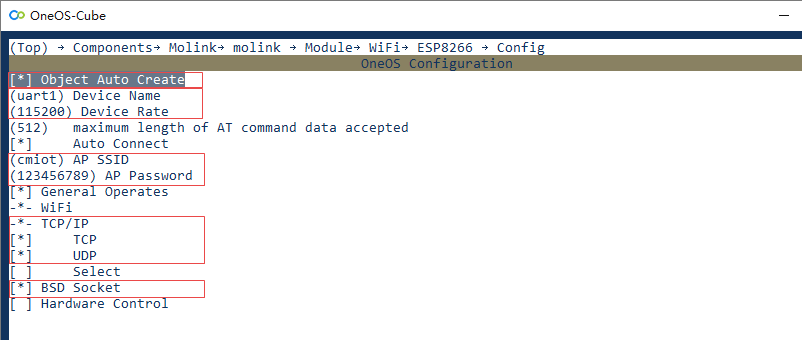 OneOS-Cube
(Top) → Components→ Molink→ molink → Module→ WiFi→ ESP8266 → Config
OneOS Configuration
[*] Object Auto Create
(uart1) Device Name
(115200) Device Rate
(512)   maximum length of AT command data accepted
[*]     Auto Connect
(cmiot) AP SSID
(123456789) AP Password
[*] General Operates
-*- WiFi
-*- TCP/IP
[*]     TCP
[*]     UDP
[ ]     Select
[*] BSD Socket
[ ] Hardware Control